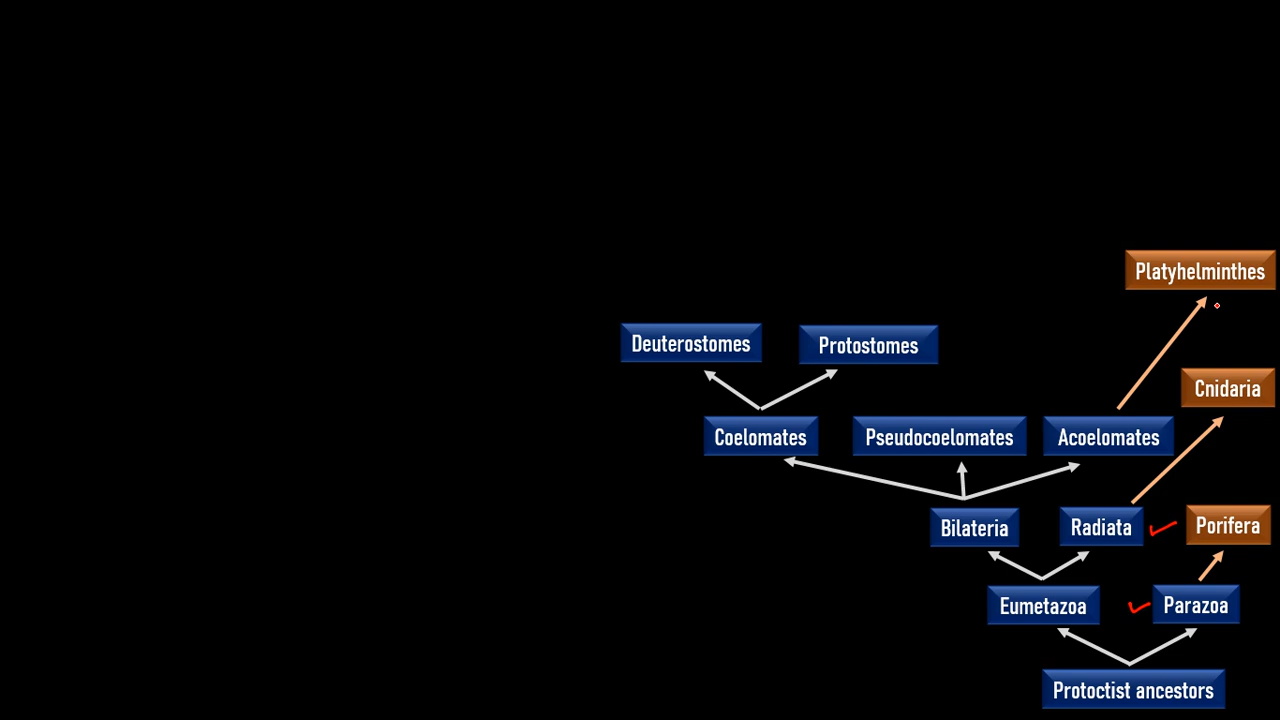 Platyhelminthes
Deuterostomes
Protostomes
Cnidaria
Coelomates
Pseudocoelomates
Acoelomates
Bilateria
Radiata
Porifera
Eumetazoa
Parazoa
Protoctist ancestors